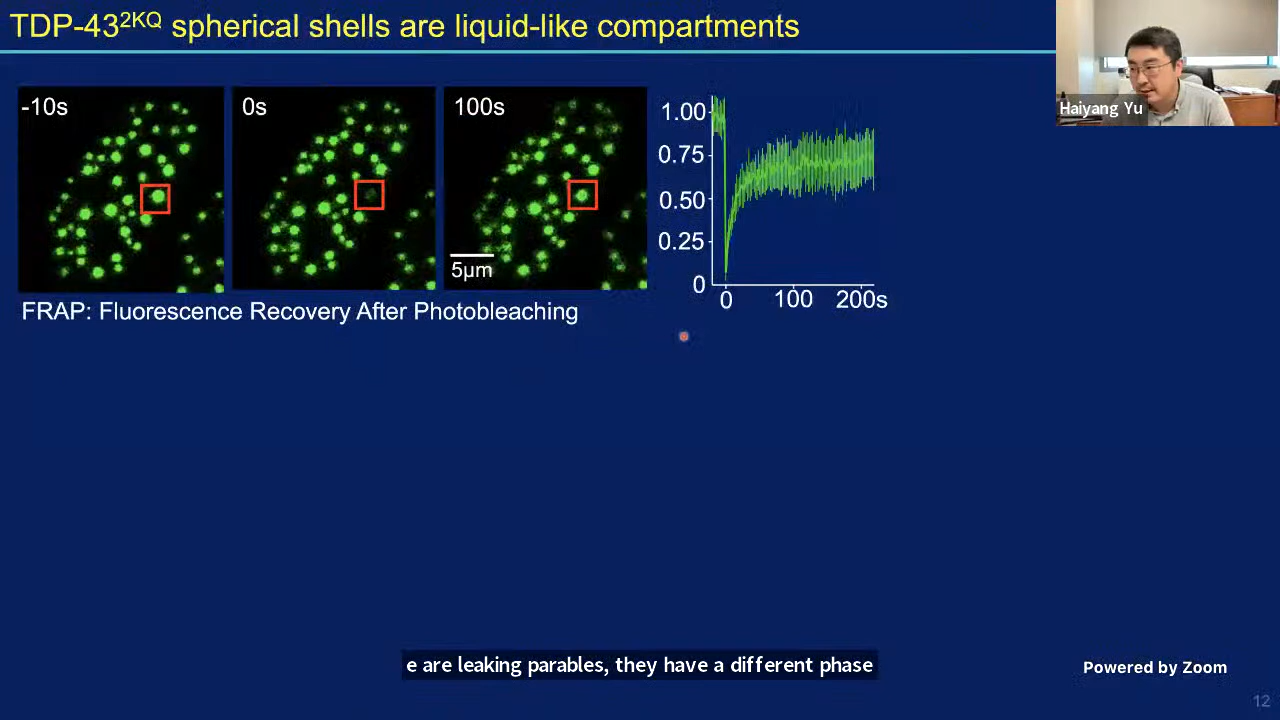 TDP-43²ᴷQ spherical shells are liquid-like compartments
Haiyang Yu
-10s
0s
100s
5µm
1.00
0.75
0.50
0.25
0
0 100 200s
FRAP: Fluorescence Recovery After Photobleaching
e are leaking parables, they have a different phase
Powered by Zoom
12